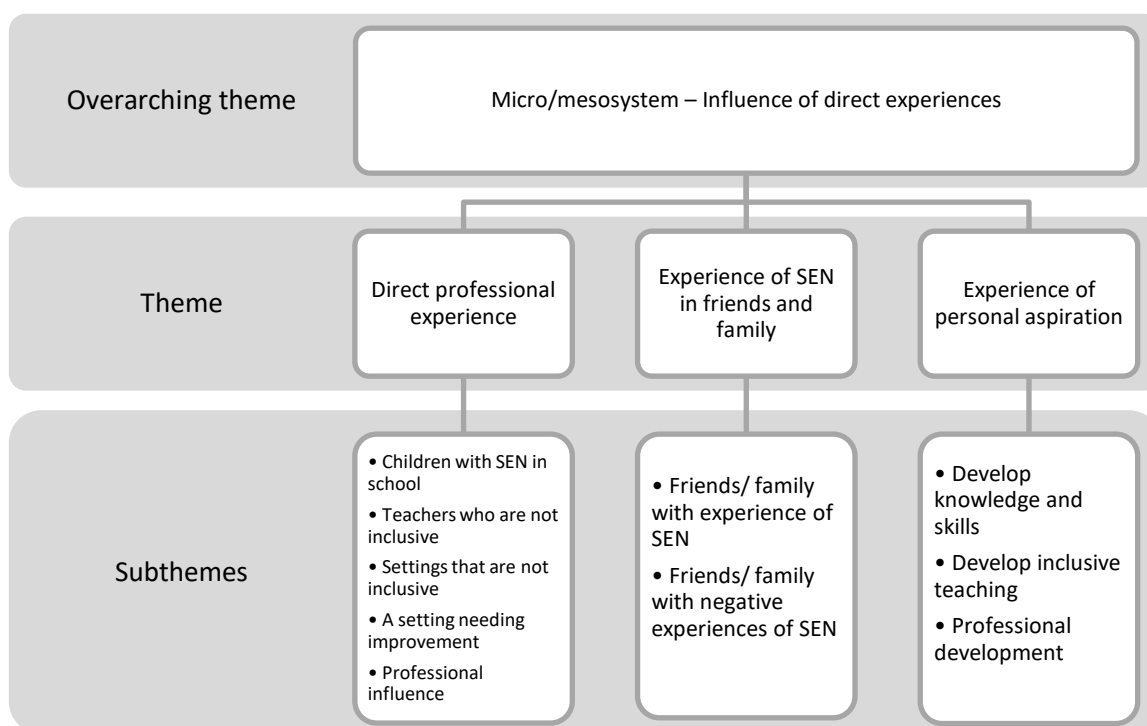 Overarching theme
Micro/mesosystem – Influence of direct experiences
Theme
Direct professional
experience
Experience of SEN
in friends and
family
Experience of
personal aspiration
Subthemes
• Children with SEN in
school
• Teachers who are not
inclusive
• Settings that are not
inclusive
• A setting needing
improvement
• Professional
influence
• Friends/ family
with experience of
SEN
• Friends/ family
with negative
experiences of SEN
• Develop
knowledge and
skills
• Develop inclusive
teaching
• Professional
development